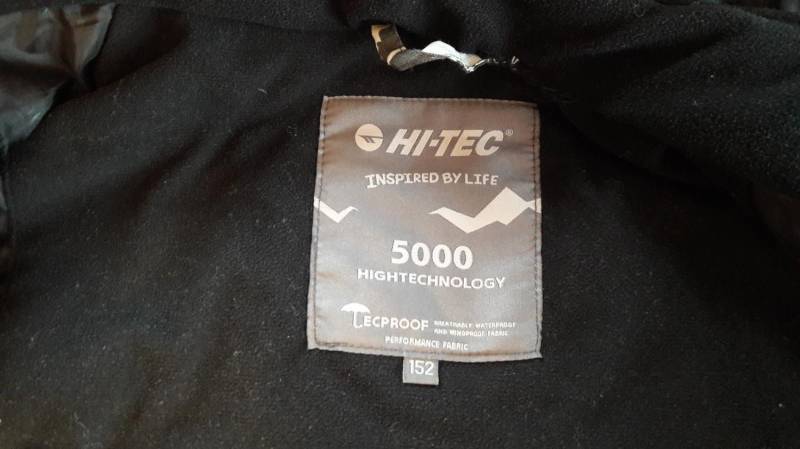 HI-TEC®
INSPIRED BY LIFE
5000
HIGHTECHNOLOGY
TECPROOF BREATHABLE WATERPROOF
AND WINDPROOF FABRIC
PERFORMANCE FABRIC
152